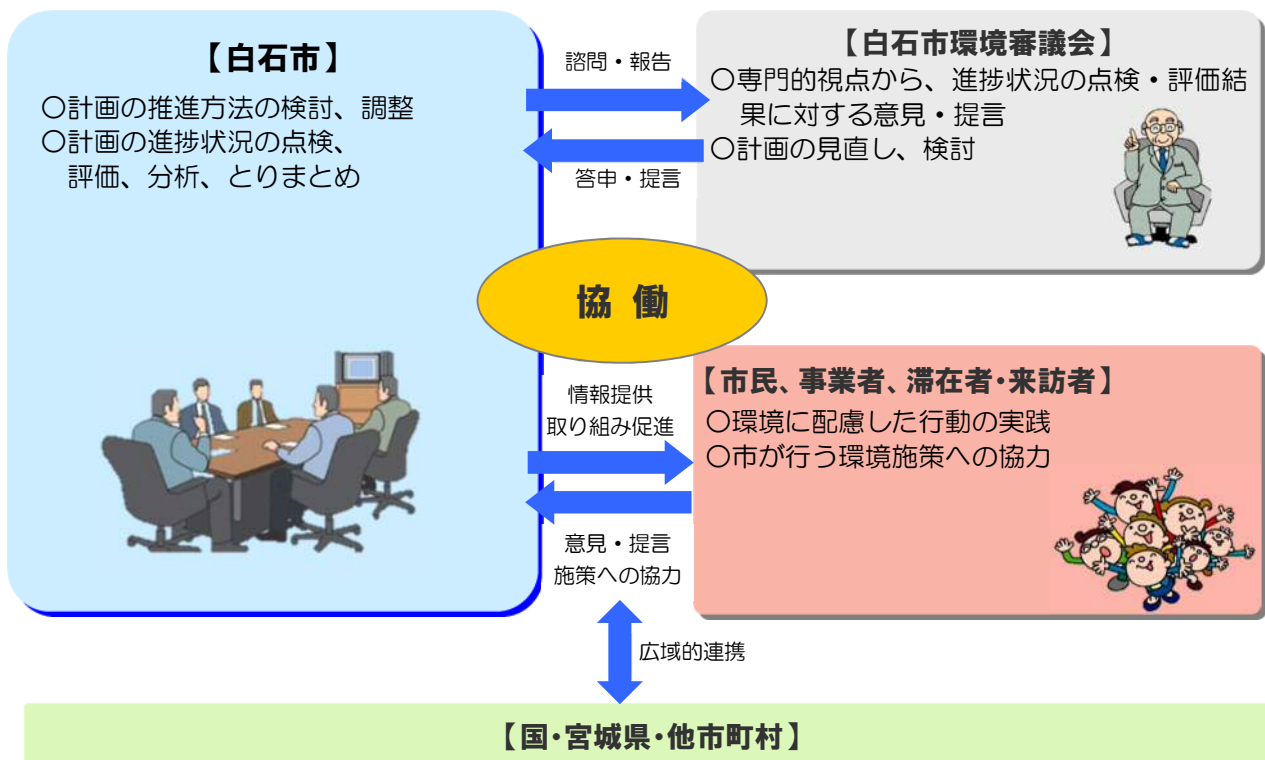 【白石市】
〇計画の推進方法の検討、調整
〇計画の進捗状況の点検、
評価、分析、とりまとめ
諮問・報告
答申・提言
【白石市環境審議会】
〇専門的視点から、進捗状況の点検・評価結
果に対する意見・提言
〇計画の見直し、検討
協 働
情報提供
取り組み促進
意見・提言
施策への協力
【市民、事業者、滞在者・来訪者】
〇環境に配慮した行動の実践
〇市が行う環境施策への協力
広域的連携
【国・宮城県・他市町村】